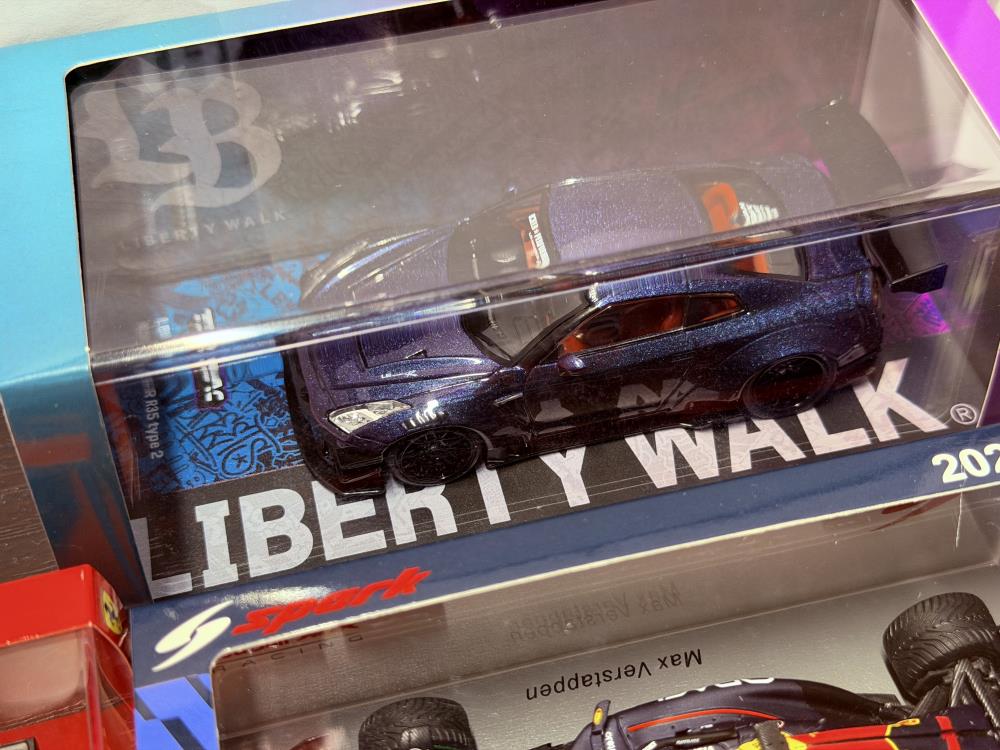 LB
LIBERTY WALK
R35 type 2
LIBERTY WALK®
202
spark
RACING
Max Verstappen
Max Verstappen